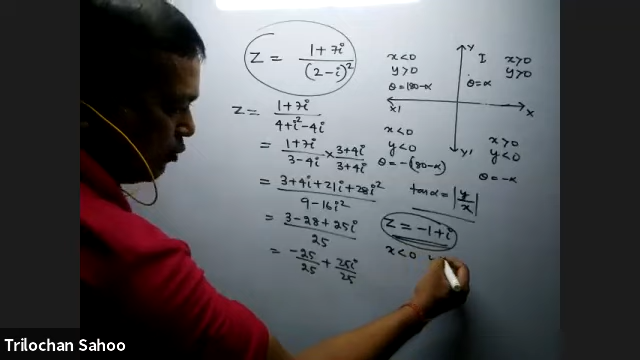 Z = (1+7i)/(2-i)²
Z = (1+7i)/(4+i²-4i)
= (1+7i)/(3-4i) × (3+4i)/(3+4i)
= (3+4i+21i+28i²)/(9-16i²)
= (3-28+25i)/25
= -25/25 + 25i/25
x<0
y>0
θ=180-α
Y
I
x>0
y>0
θ=α
X1
X
x<0
y<0
θ=-(180-α)
Y1
x>0
y<0
θ=-α
tanα = |y/x|
Z = -1+i
x<0
Trilochan Sahoo